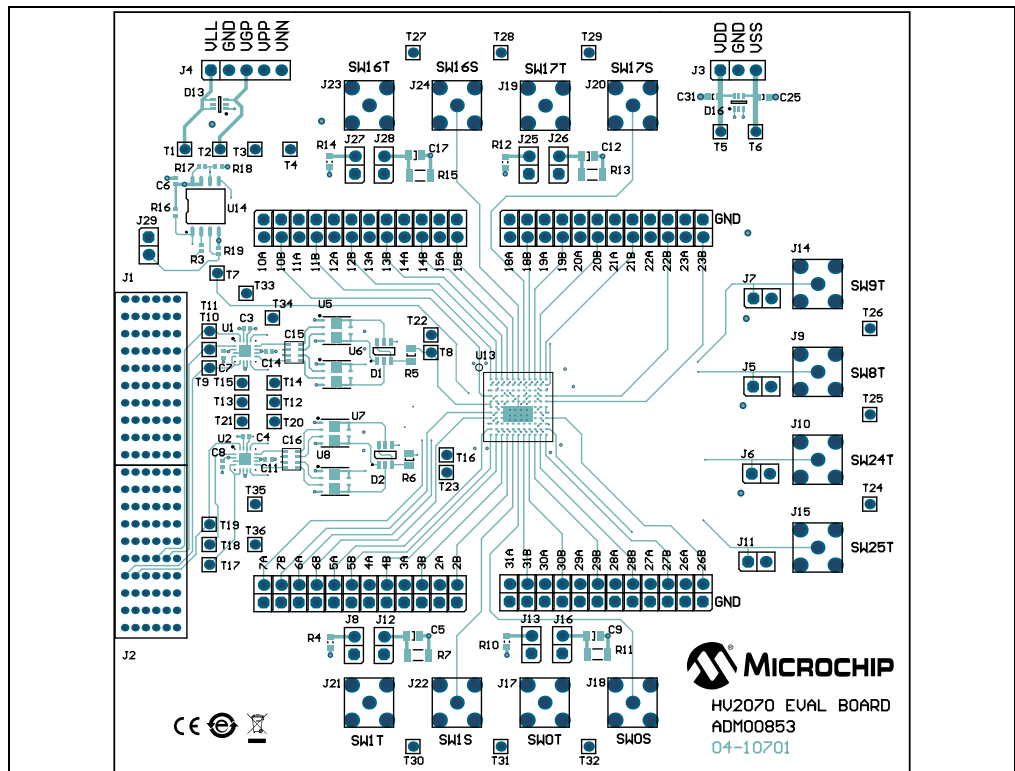 VLL GND VGP VPP VNN
J4
D13
T1 T2 T3 T4
T27 T28 T29
SW16T SW16S SW17T SW17S
J23 J24 J19 J20
VDD GND VSS
J3
C31 D16 C25
T5 T6
R14 J27 J28 C17 R15
R12 J25 J26 C12 R13
R17 R18
C6
R16 U14
J29
R3 R19
10A 10B 11A 11B 12A 12B 13A 13B 14A 14B 15A 15B
18A 18B 19A 19B 20A 20B 21A 21B 22A 22B 23A 23B
GND
J14
SW9T
J7
T26
J1
T7
T33
T11
T10
T34
U1 C3 C15 U5
T22
U6
T8
U13
C7 C14
T9
D1 R5
T15 T14
T13 T12
T21 T20
J9
SW8T
J5
T25
U7
U2 C4 C16
U8
C8 C11
D2 R6
T16
T23
J10
SW24T
J6
T24
T35
T19
T18
T36
T17
J15
SW25T
J11
7A 7B 6A 6B 5A 5B 4A 4B 3A 3B 2A 2B
31A 31B 30A 30B 29A 29B 28A 28B 27A 27B 26A 26B
GND
R4 J8 J12 C5 R7
R10 J13 J16 C9 R11
J2
J21 J22 J17 J18
SW1T SW1S SW0T SW0S
T30 T31 T32
CE
MICROCHIP
HV2070 EVAL BOARD
ADM00853
04-10701